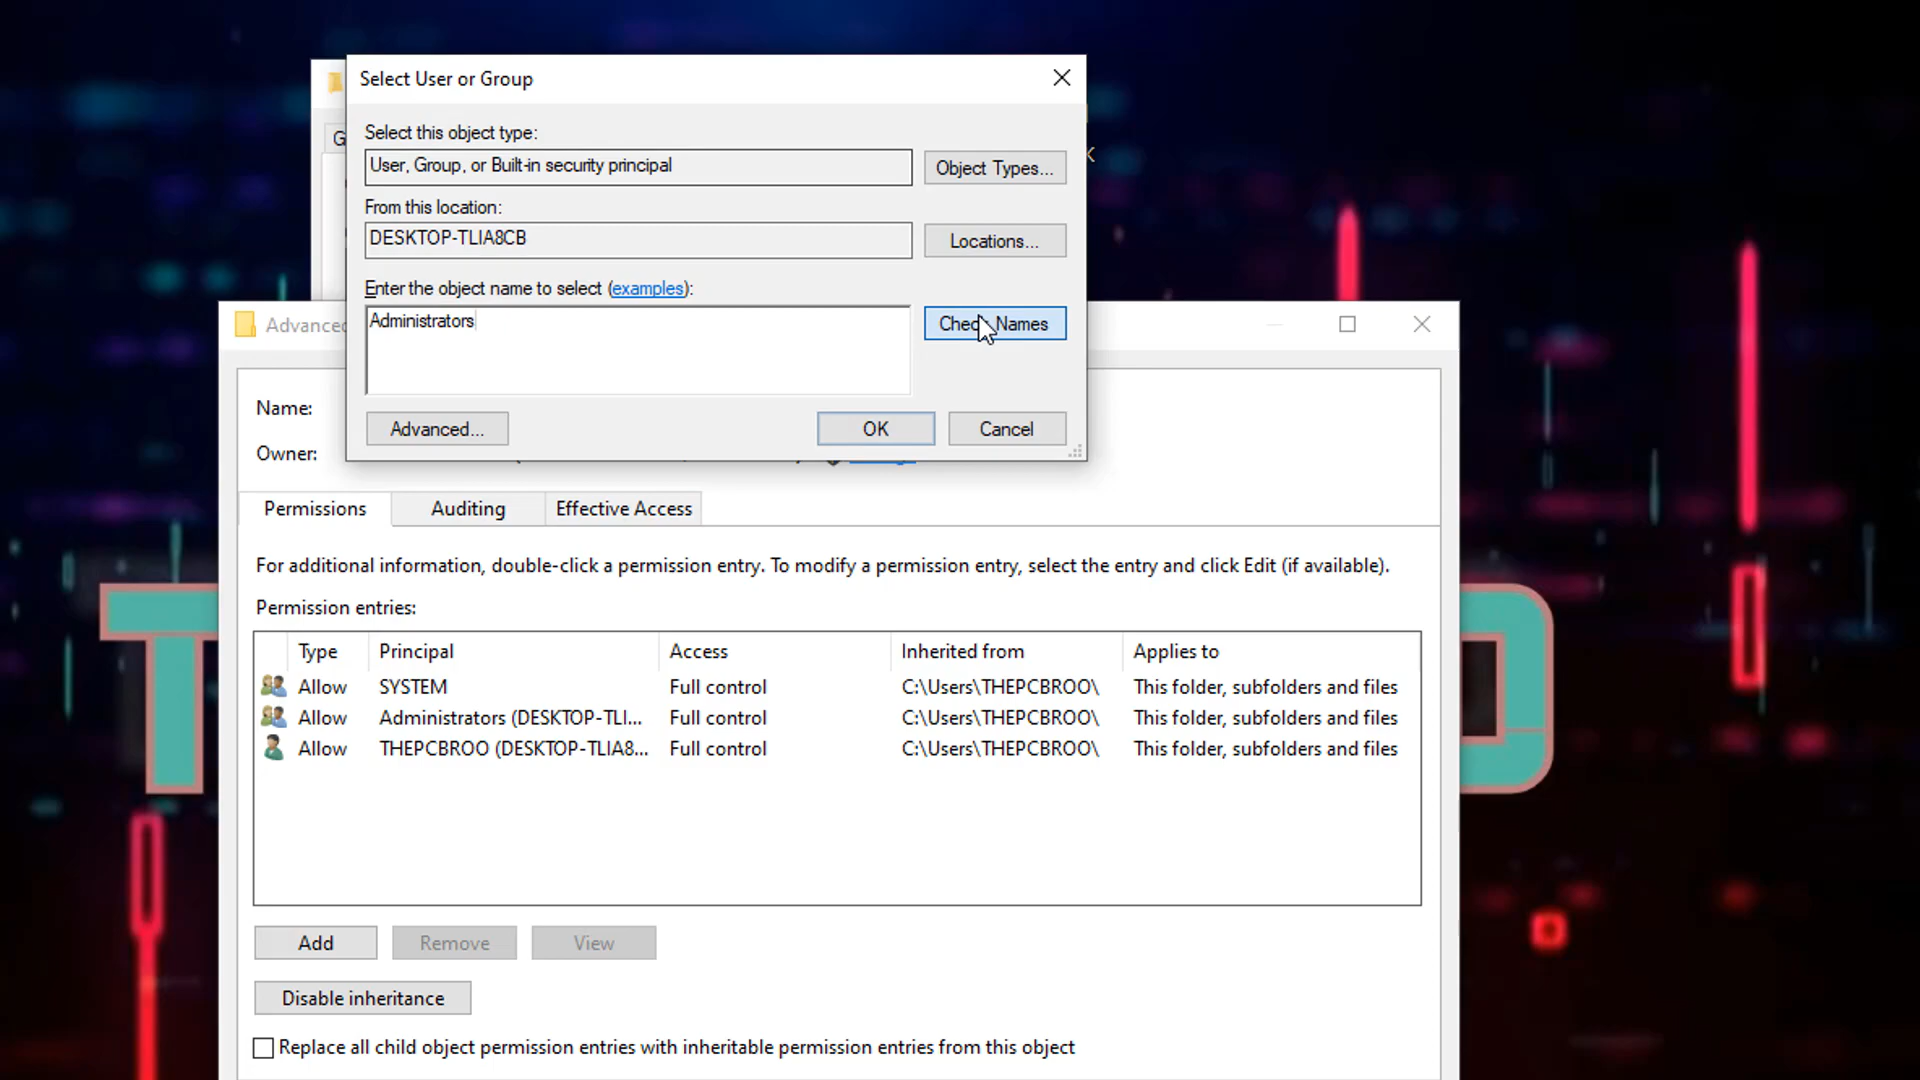 Select User or Group
Select this object type:
User, Group, or Built-in security principal
Object Types...
From this location:
DESKTOP-TLIA8CB
Locations...
Enter the object name to select (examples):
Administrators
Check Names
Advanced...
OK
Cancel
Advanced
Name:
Owner:
Permissions
Auditing
Effective Access
For additional information, double-click a permission entry. To modify a permission entry, select the entry and click Edit (if available).
Permission entries:
Type Principal Access Inherited from Applies to
Allow SYSTEM Full control C:\Users\THEPCBROO\ This folder, subfolders and files
Allow Administrators (DESKTOP-TLI... Full control C:\Users\THEPCBROO\ This folder, subfolders and files
Allow THEPCBROO (DESKTOP-TLIA8... Full control C:\Users\THEPCBROO\ This folder, subfolders and files
Add
Remove
View
Disable inheritance
Replace all child object permission entries with inheritable permission entries from this object